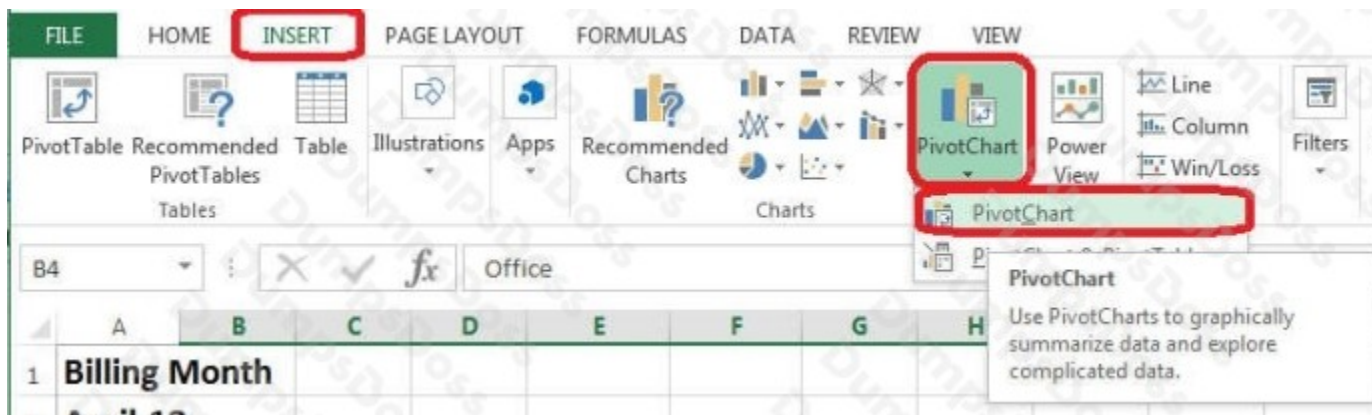 FILE HOME INSERT PAGE LAYOUT FORMULAS DATA REVIEW VIEW
PivotTable Recommended PivotTables Table Illustrations Apps Recommended Charts PivotChart Power View Line Column Win/Loss Filters
Tables Charts
PivotChart
B4 fx Office
PivotChart
Use PivotCharts to graphically
summarize data and explore
complicated data.
A B C D E F G H
1 Billing Month
DumpsDoss